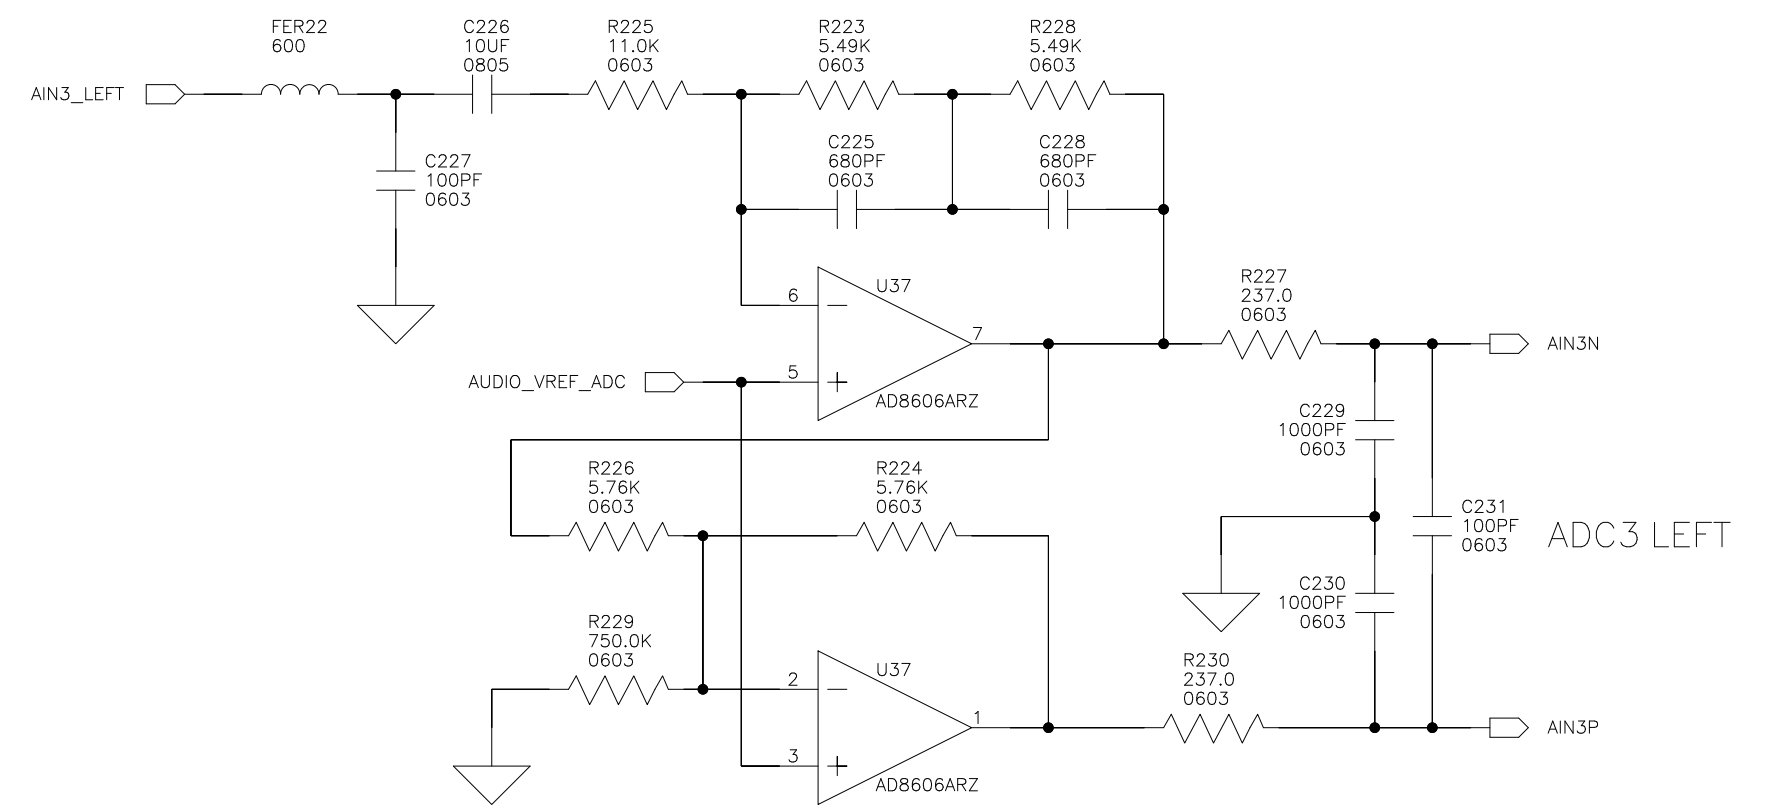 FER22
600
C226
10UF
0805
R225
11.0K
0603
R223
5.49K
0603
R228
5.49K
0603
AIN3_LEFT
C227
100PF
0603
C225
680PF
0603
C228
680PF
0603
U37
6
7
5
AD8606ARZ
AUDIO_VREF_ADC
R227
237.0
0603
AIN3N
C229
1000PF
0603
R226
5.76K
0603
R224
5.76K
0603
C231
100PF
0603
ADC3 LEFT
C230
1000PF
0603
R229
750.0K
0603
U37
2
1
3
AD8606ARZ
R230
237.0
0603
AIN3P